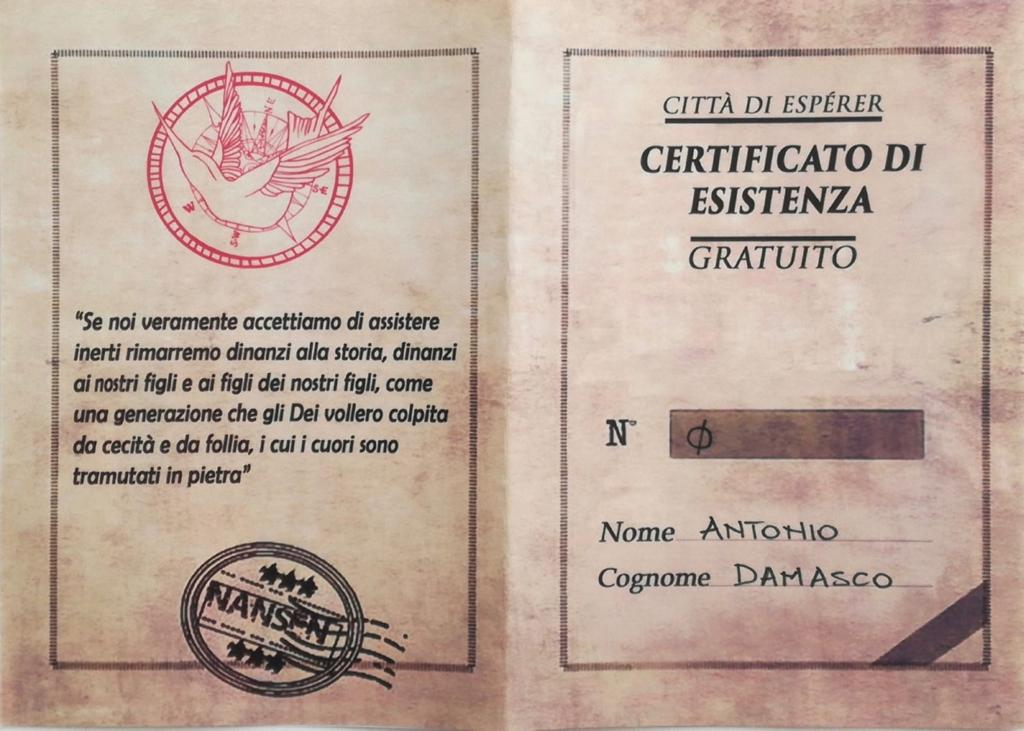 NE
SE
SW
W
"Se noi veramente accettiamo di assistere
inerti rimarremo dinanzi alla storia, dinanzi
ai nostri figli e ai figli dei nostri figli, come
una generazione che gli Dei vollero colpita
da cecità e da follia, i cui i cuori sono
tramutati in pietra"
NANSEN
CITTÀ DI ESPÉRER
CERTIFICATO DI
ESISTENZA
GRATUITO
N° ϕ
Nome ANTONIO
Cognome DAMASCO